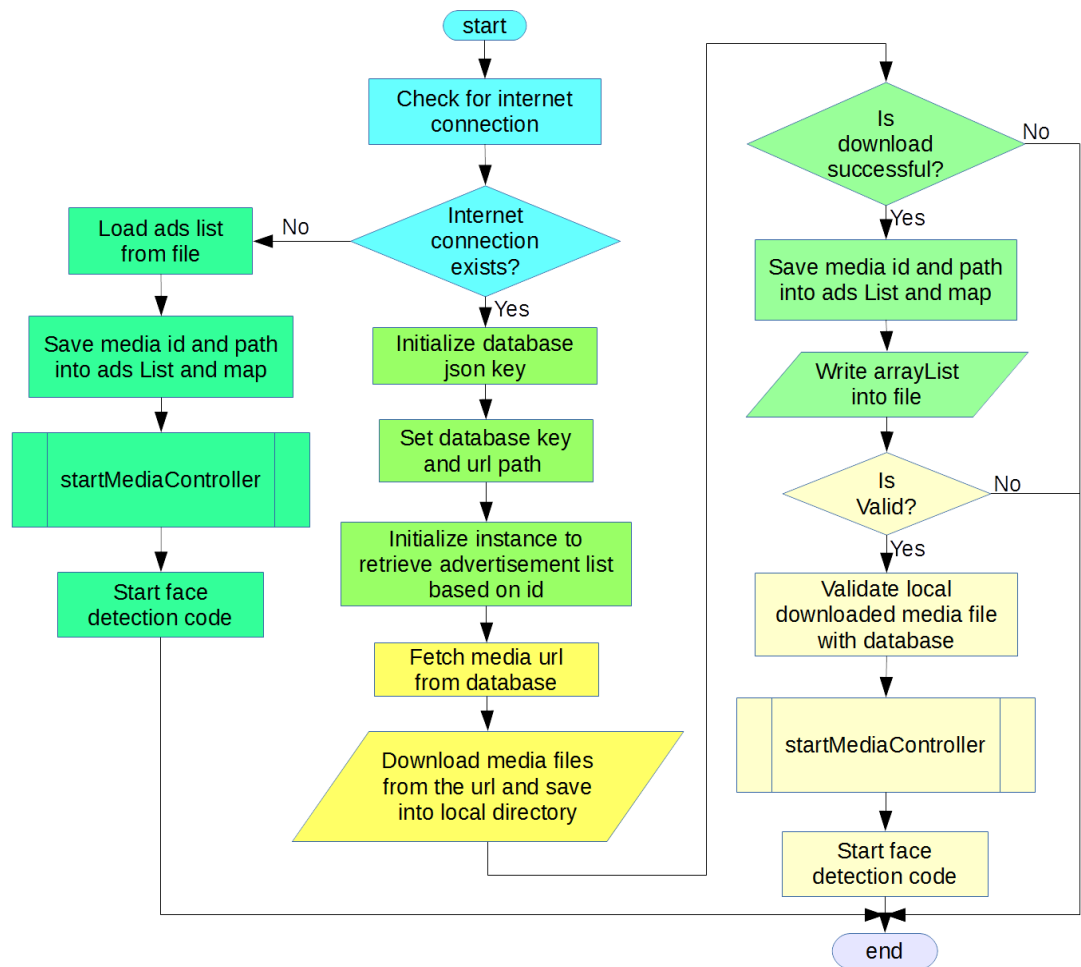 start
Check for internet
connection
Internet
connection
exists?
No
Load ads list
from file
Save media id and path
into ads List and map
startMediaController
Start face
detection code
Yes
Initialize database
json key
Set database key
and url path
Initialize instance to
retrieve advertisement list
based on id
Fetch media url
from database
Download media files
from the url and save
into local directory
Is
download
successful?
No
Yes
Save media id and path
into ads List and map
Write arrayList
into file
Is
Valid?
No
Yes
Validate local
downloaded media file
with database
startMediaController
Start face
detection code
end